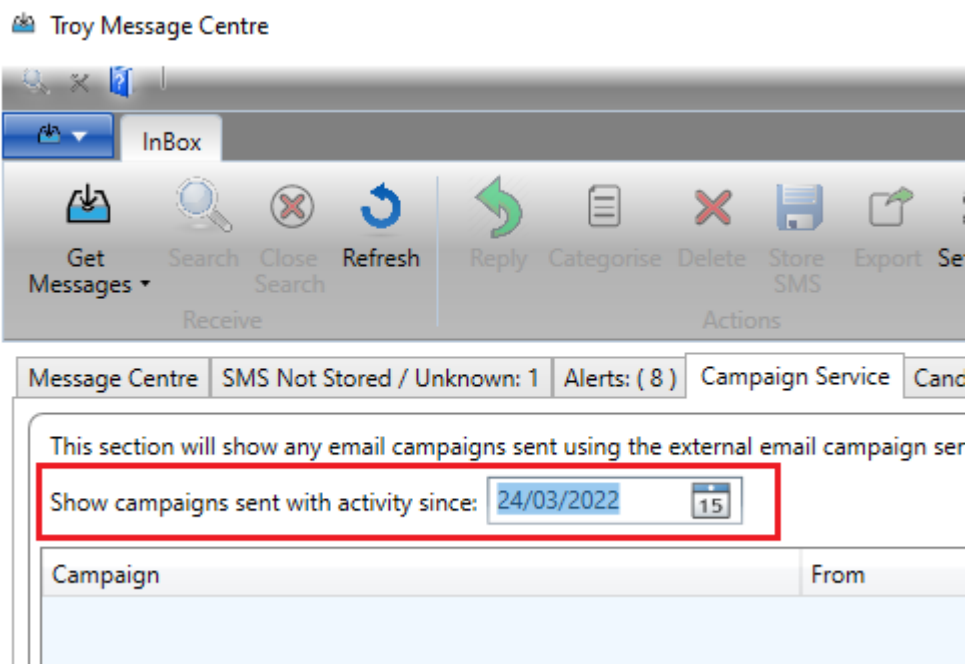 Troy Message Centre
InBox
Get Messages
Search
Close Search
Refresh
Reply
Categorise
Delete
Store SMS
Export
Receive
Actions
Message Centre
SMS Not Stored / Unknown: 1
Alerts: ( 8 )
Campaign Service
This section will show any email campaigns sent using the external email campaign
Show campaigns sent with activity since: 24/03/2022
15
Campaign
From